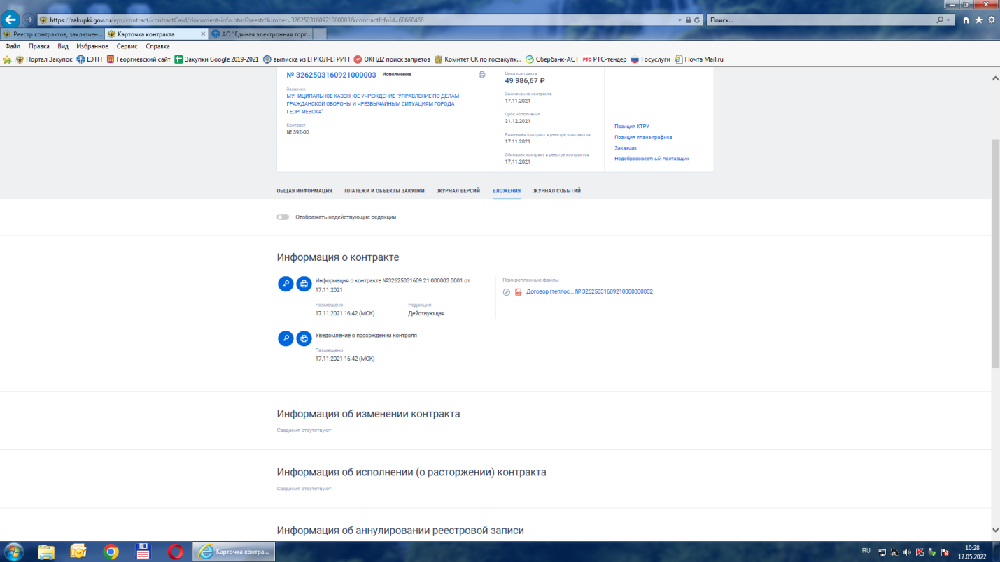 https://zakupki.gov.ru/epz/contract/contractCard/document-info.html?reestrNumber=3262503160921000003&contractInfoId=68660466
Поиск...
Реестр контрактов, заключен...
Карточка контракта
АО "Единая электронная торг...
Файл Правка Вид Избранное Сервис Справка
Портал Закупок ЕЭТП Георгиевский сайт Закупки Google 2019-2021 выписка из ЕГРЮЛ-ЕГРИП ОКПД2 поиск запретов Комитет СК по госзакупк... Сбербанк-АСТ РТС РТС-тендер Госуслуги Почта Mail.ru
№ 3262503160921000003 Исполнение
Заказчик
МУНИЦИПАЛЬНОЕ КАЗЕННОЕ УЧРЕЖДЕНИЕ "УПРАВЛЕНИЕ ПО ДЕЛАМ
ГРАЖДАНСКОЙ ОБОРОНЫ И ЧРЕЗВЫЧАЙНЫМ СИТУАЦИЯМ ГОРОДА
ГЕОРГИЕВСКА"
Контракт
№ 392-00
Цена контракта
49 986,67 ₽
Заключение контракта
17.11.2021
Срок исполнения
31.12.2021
Размещен контракт в реестре контрактов
17.11.2021
Обновлен контракт в реестре контрактов
17.11.2021
Позиция КТРУ
Позиция плана-графика
Заказчик
Недобросовестный поставщик
ОБЩАЯ ИНФОРМАЦИЯ ПЛАТЕЖИ И ОБЪЕКТЫ ЗАКУПКИ ЖУРНАЛ ВЕРСИЙ ВЛОЖЕНИЯ ЖУРНАЛ СОБЫТИЙ
Отображать недействующие редакции
Информация о контракте
Информация о контракте №32625031609 21 000003 0001 от
17.11.2021
Размещено
17.11.2021 16:42 (МСК)
Редакция
Действующая
Прикрепленные файлы
Договор (теплос... № 32625031609210000030002
Уведомление о прохождении контроля
Размещено
17.11.2021 16:42 (МСК)
Информация об изменении контракта
Сведения отсутствуют
Информация об исполнении (о расторжении) контракта
Сведения отсутствуют
Информация об аннулировании реестровой записи
Карточка контра...
RU
10:28
17.05.2022